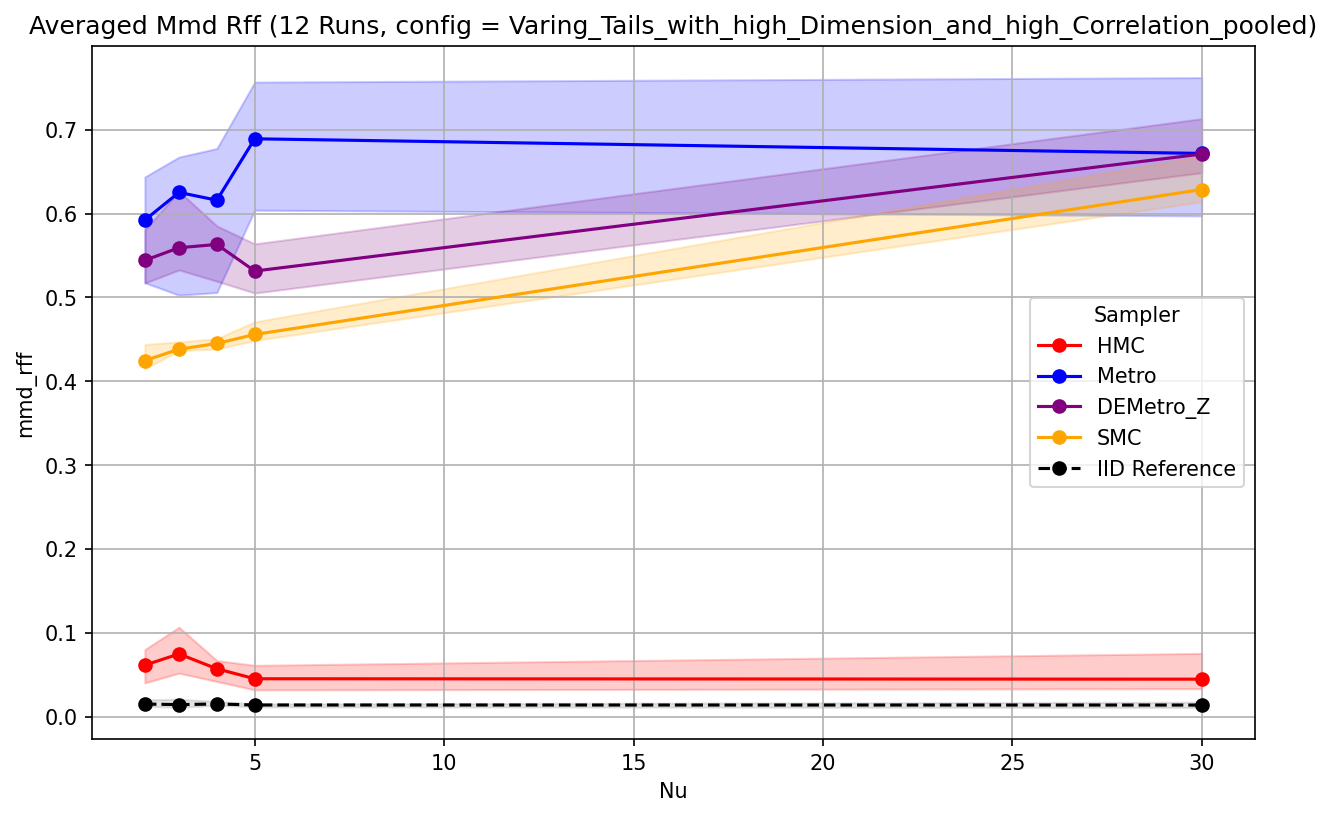 Averaged Mmd Rff (12 Runs, config = Varing_Tails_with_high_Dimension_and_high_Correlation_pooled)
mmd_rff
0.7
0.6
0.5
0.4
0.3
0.2
0.1
0.0
Sampler
HMC
Metro
DEMetro_Z
SMC
IID Reference
5 10 15 20 25 30
Nu